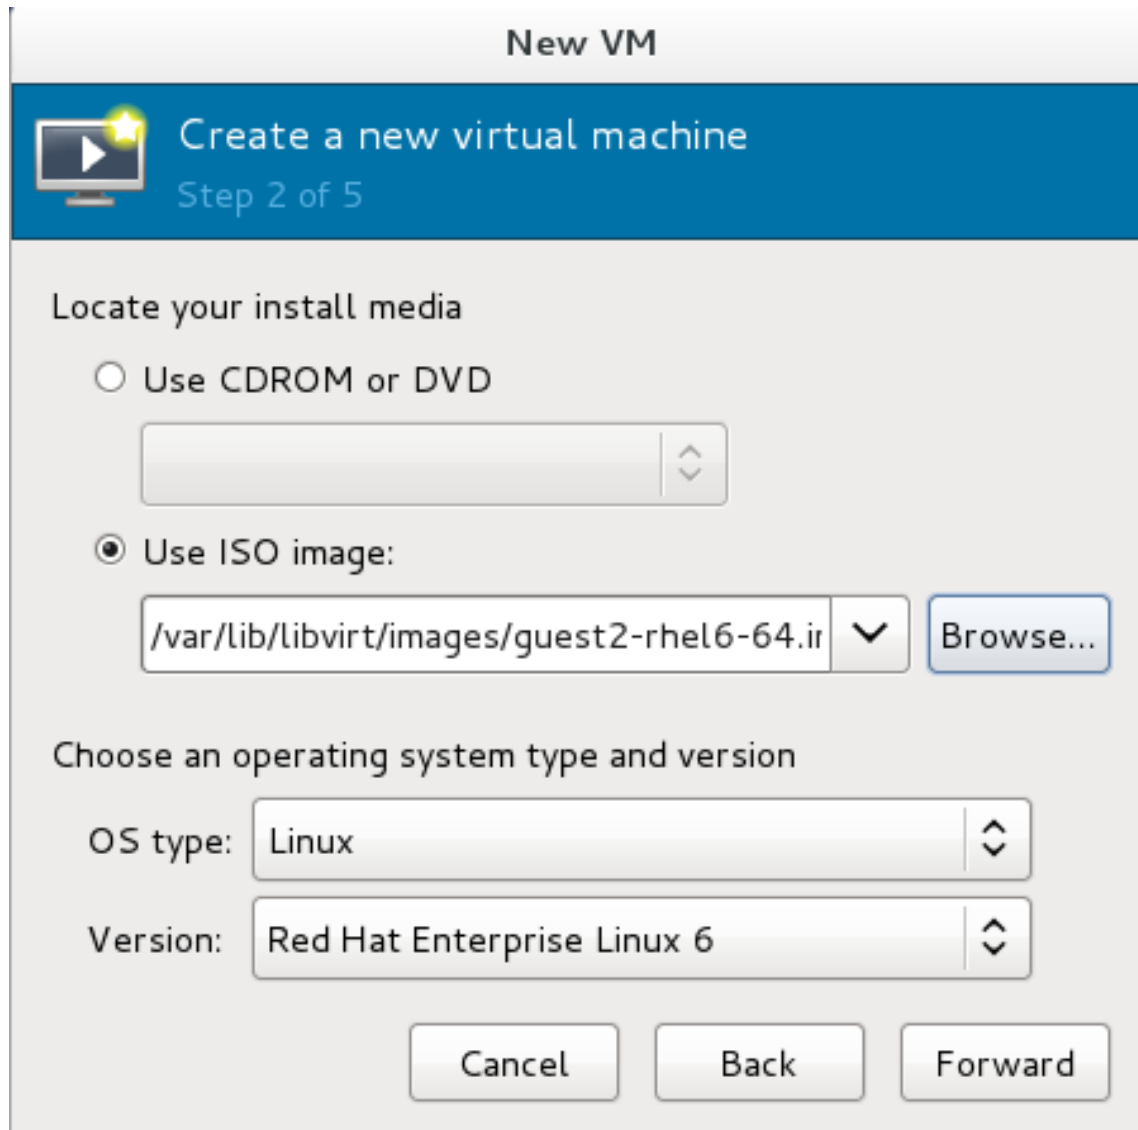 New VM
Create a new virtual machine
Step 2 of 5
Locate your install media
Use CDROM or DVD
Use ISO image:
/var/lib/libvirt/images/guest2-rhel6-64.ir Browse...
Choose an operating system type and version
OS type: Linux
Version: Red Hat Enterprise Linux 6
Cancel Back Forward